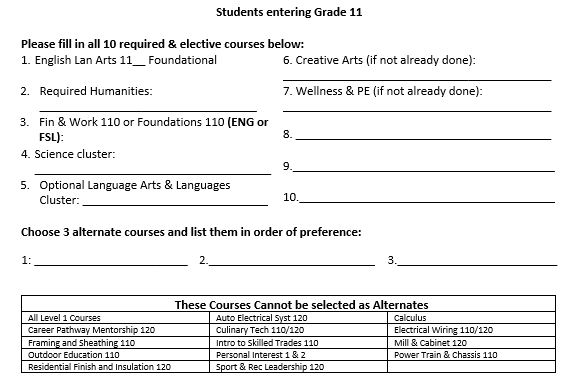 Students entering Grade 11
Please fill in all 10 required & elective courses below:
1. English Lan Arts 11__ Foundational
2. Required Humanities:
____________________
3. Fin & Work 110 or Foundations 110 (ENG or
FSL):
4. Science cluster:
____________________
5. Optional Language Arts & Languages
Cluster: ____________________
6. Creative Arts (if not already done):
____________________
7. Wellness & PE (if not already done):
____________________
8. ____________________
9. ____________________
10. ____________________
Choose 3 alternate courses and list them in order of preference:
1: ____________________ 2. ____________________ 3. ____________________
These Courses Cannot be selected as Alternates
All Level 1 Courses Auto Electrical Syst 120 Calculus
Career Pathway Mentorship 120 Culinary Tech 110/120 Electrical Wiring 110/120
Framing and Sheathing 110 Intro to Skilled Trades 110 Mill & Cabinet 120
Outdoor Education 110 Personal Interest 1 & 2 Power Train & Chassis 110
Residential Finish and Insulation 120 Sport & Rec Leadership 120